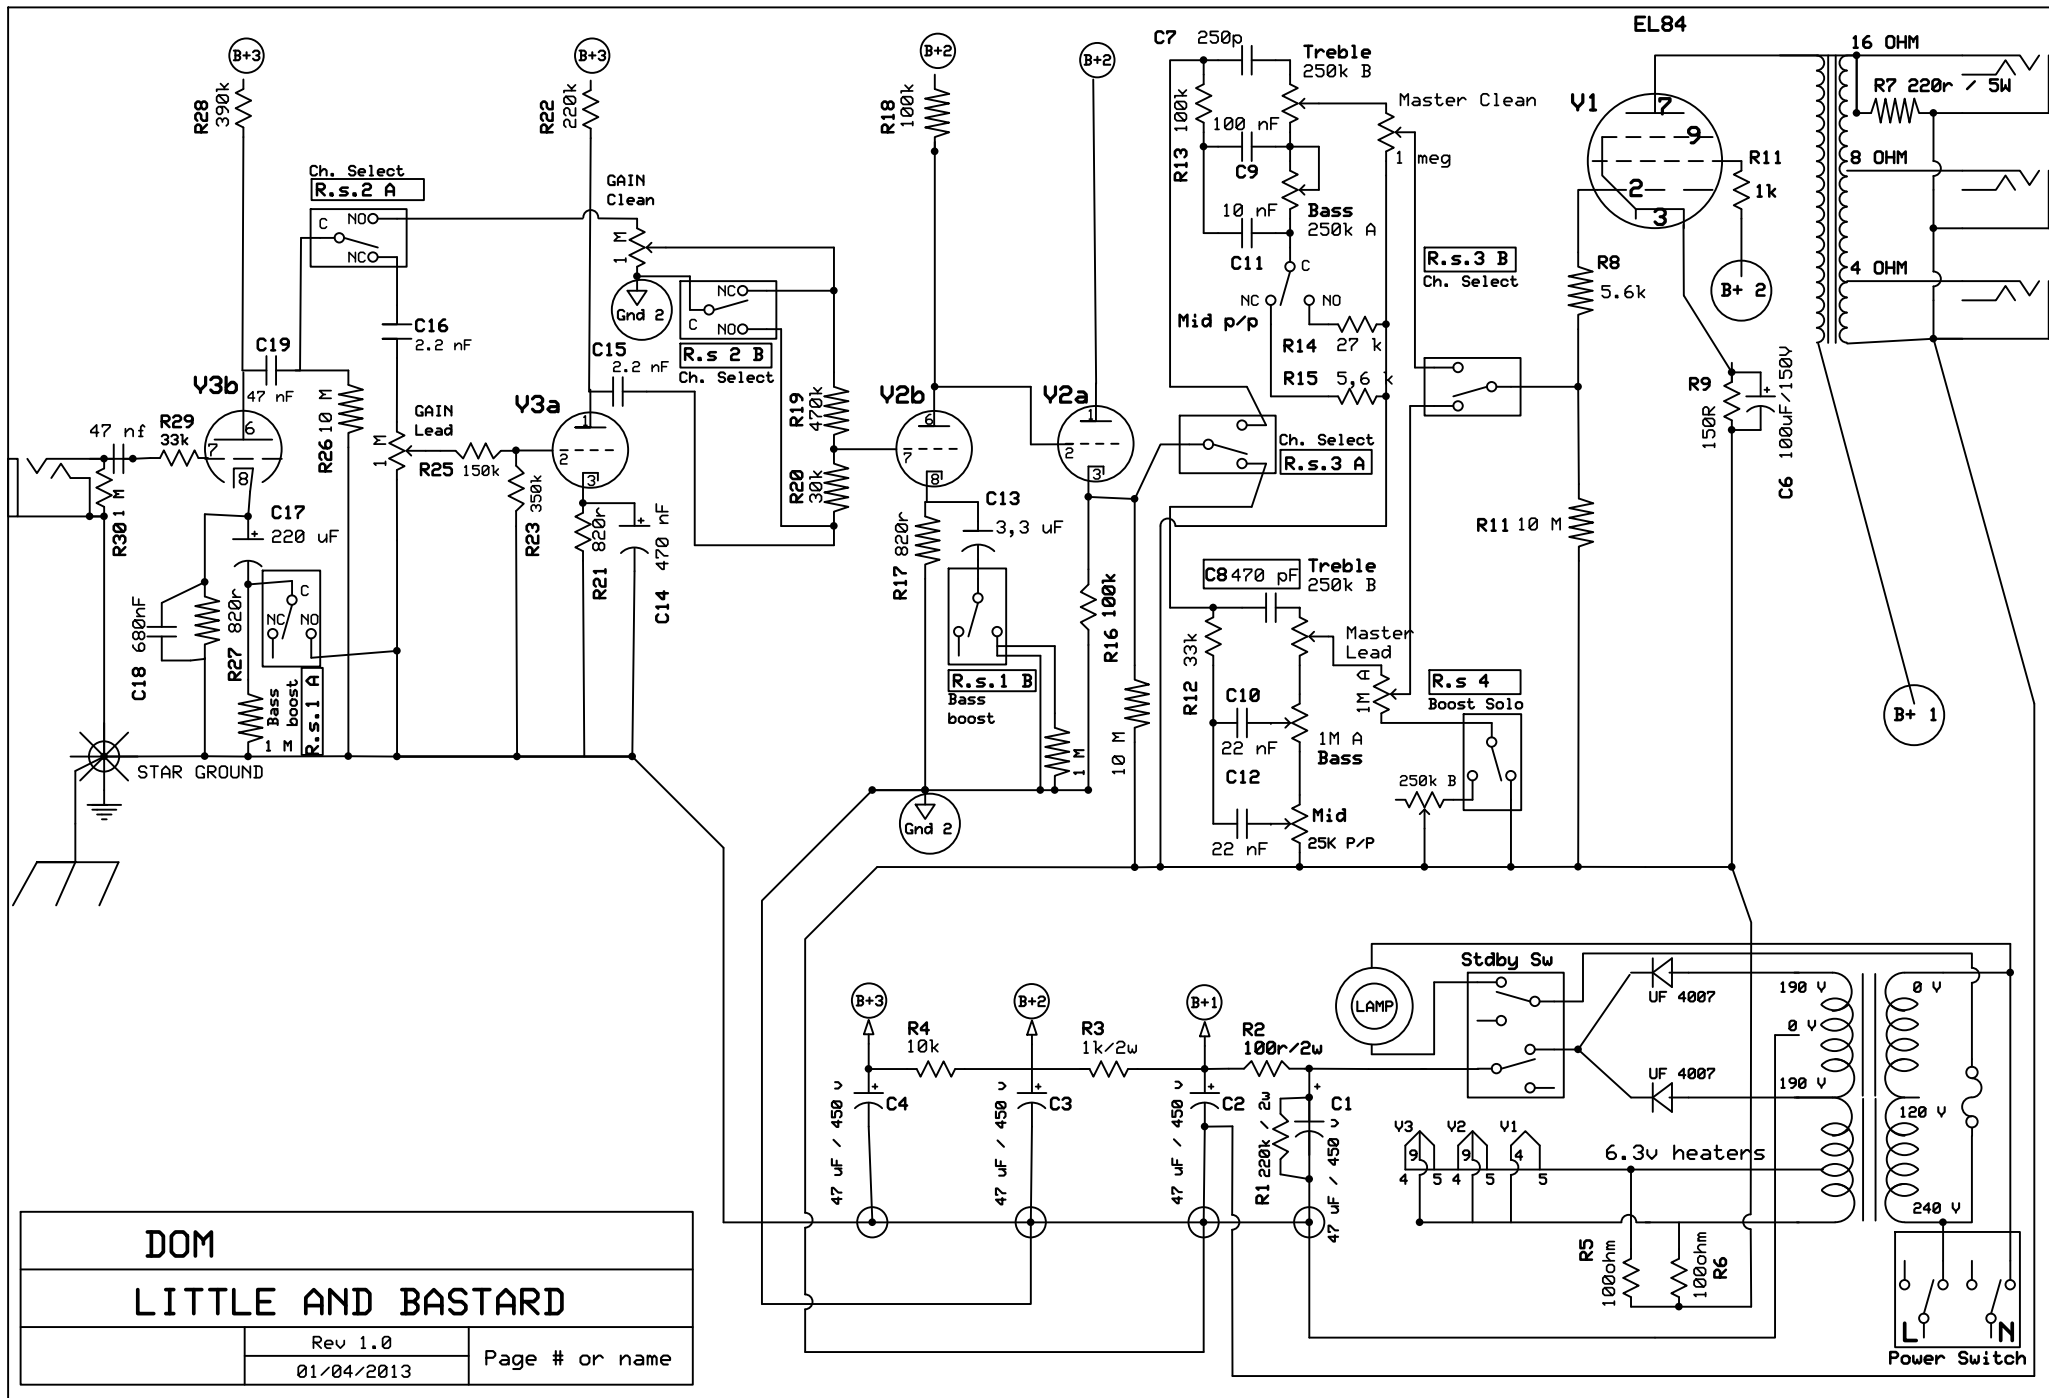 EL84
B+3
B+3
B+2
B+2
C7 250p
Treble
250k B
Master Clean
1 meg
16 OHM
R7 220r / 5W
8 OHM
4 OHM
V1
7
9
2
3
R11
1k
B+ 2
R28
390k
R22
220k
R18
100k
R13 100k
100 nF
C9
10 nF
C11
Bass
250k A
C
NC
NO
Mid p/p
R14 27 k
R15 5,6 k
R.s.3 B
Ch. Select
R8
5.6k
R9
150R
C6 100uF/150V
Ch. Select
R.s.2 A
C
NO
NC
GAIN
Clean
1 M
Gnd 2
NC
C
NO
R.s 2 B
Ch. Select
C16
2.2 nF
C15
2.2 nF
C19
47 nF
V3b
6
7
8
R26 10 M
GAIN
Lead
1 M
R25 150k
V3a
1
2
3
R19
470k
R20
30k
V2b
6
7
8
V2a
1
2
3
Ch. Select
R.s.3 A
47 nf
R29
33k
R30 1 M
C17
220 uF
R23 350k
R21 820r
C14 470 nF
R17 820r
C13
3,3 uF
R16 100k
R11 10 M
C8 470 pF
Treble
250k B
C18 680nF
R27 820r
C
NC
NO
Bass
boost
R.s.1 A
1 M
R.s.1 B
Bass
boost
1 M
10 M
R12 33k
C10
22 nF
C12
22 nF
Master
Lead
1M A
1M A
Bass
Mid
25K P/P
R.s 4
Boost Solo
250k B
B+ 1
STAR GROUND
Gnd 2
B+3
B+2
B+1
R4
10k
R3
1k/2w
R2
100r/2w
LAMP
Stdby Sw
UF 4007
UF 4007
190 V
0 V
190 V
0 V
120 V
240 V
47 uF / 450 v
C4
47 uF / 450 v
C3
47 uF / 450 v
C2
R1 220k / 2w
C1
47 uF / 450 v
V3
V2
V1
9
9
4
4
5
4
5
5
6.3v heaters
R5
100ohm
100ohm
R6
L
N
Power Switch
DOM
LITTLE AND BASTARD
Rev 1.0
01/04/2013
Page # or name